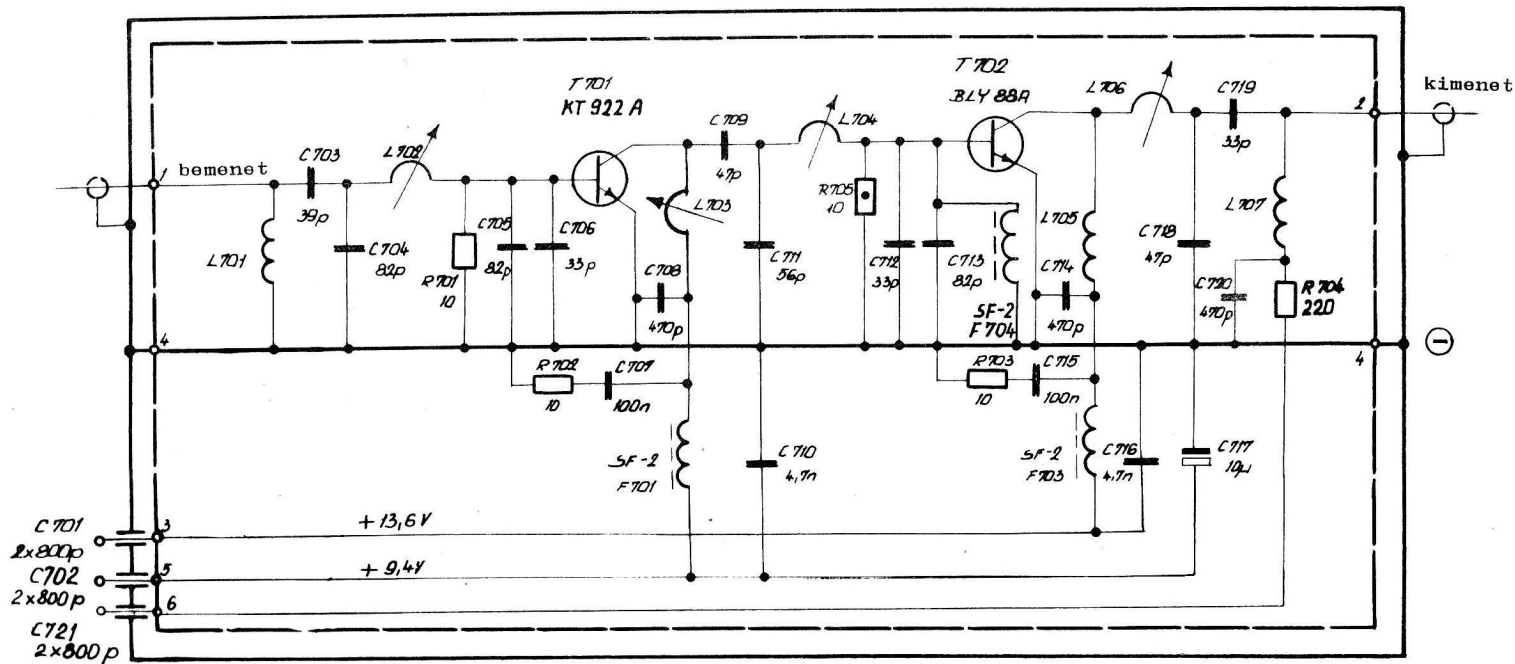 T 701
KT 922 A
T 702
BLY 88A
L706
C719
33p
2
kimenet
1
bemenet
C703
39p
L702
C709
47p
L704
L701
C704
82p
R701
10
C705
82p
C706
33p
L703
C708
470p
C711
56p
R705
10
C712
33p
C713
82p
SF-2
F704
L705
C714
470p
C718
47p
L707
C720
470p
R704
220
4
4
R702
10
C707
100n
R703
10
C715
100n
SF-2
F701
C710
4,7n
SF-2
F703
C716
4,7n
C717
10µ
C701
2x800p
3
+13,6V
C702
2x800p
5
+9,4V
6
C721
2x800p